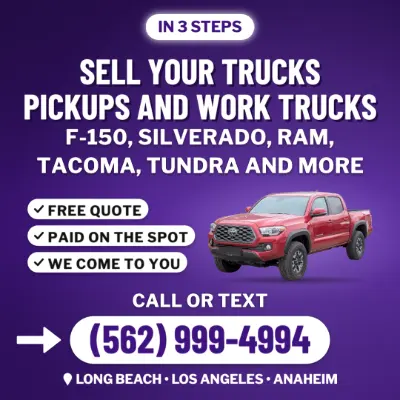 IN 3 STEPS
SELL YOUR TRUCKS
PICKUPS AND WORK TRUCKS
F-150, SILVERADO, RAM,
TACOMA, TUNDRA AND MORE
FREE QUOTE
PAID ON THE SPOT
WE COME TO YOU
CALL OR TEXT
(562) 999-4994
LONG BEACH • LOS ANGELES • ANAHEIM